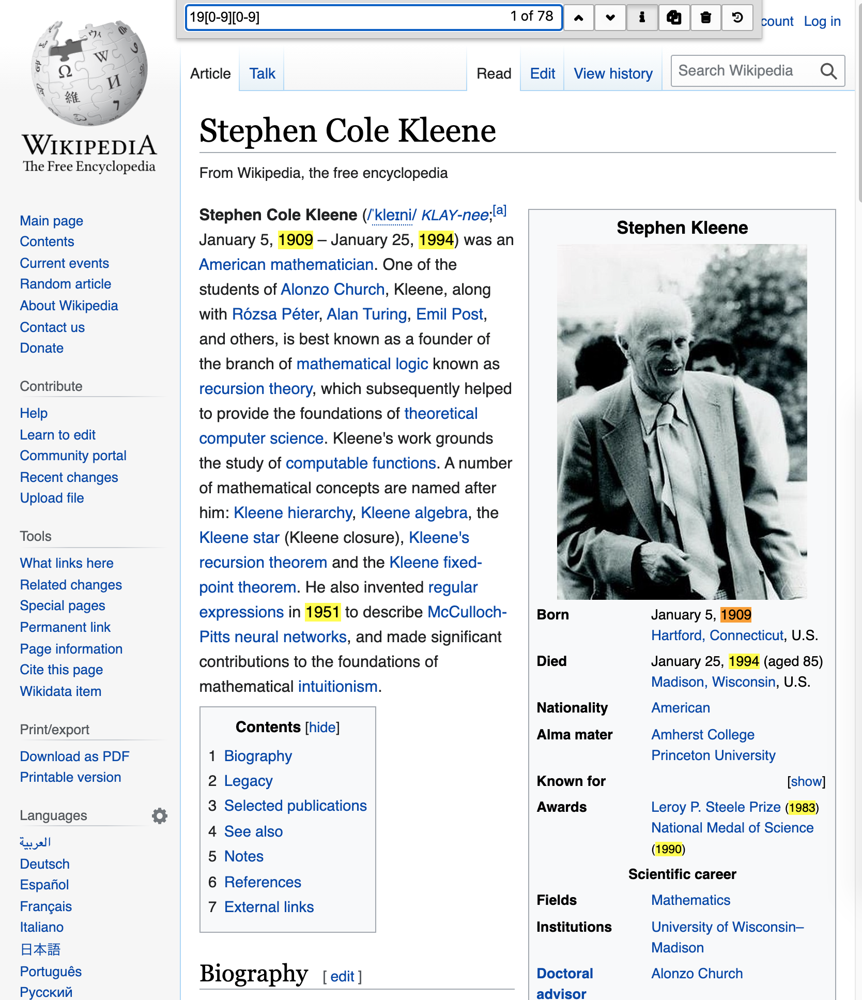 19[0-9][0-9] 1 of 78
count Log in
Article Talk Read Edit View history Search Wikipedia
WIKIPEDIA
The Free Encyclopedia
Main page
Contents
Current events
Random article
About Wikipedia
Contact us
Donate
Contribute
Help
Learn to edit
Community portal
Recent changes
Upload file
Tools
What links here
Related changes
Special pages
Permanent link
Page information
Cite this page
Wikidata item
Print/export
Download as PDF
Printable version
Languages
العربية
Deutsch
Español
Français
Italiano
日本語
Português
Русский
Stephen Cole Kleene
From Wikipedia, the free encyclopedia
Stephen Cole Kleene (/ˈkleɪni/ KLAY-nee;[a]
January 5, 1909 – January 25, 1994) was an
American mathematician. One of the
students of Alonzo Church, Kleene, along
with Rózsa Péter, Alan Turing, Emil Post,
and others, is best known as a founder of
the branch of mathematical logic known as
recursion theory, which subsequently helped
to provide the foundations of theoretical
computer science. Kleene's work grounds
the study of computable functions. A number
of mathematical concepts are named after
him: Kleene hierarchy, Kleene algebra, the
Kleene star (Kleene closure), Kleene's
recursion theorem and the Kleene fixed-
point theorem. He also invented regular
expressions in 1951 to describe McCulloch-
Pitts neural networks, and made significant
contributions to the foundations of
mathematical intuitionism.
Contents [hide]
1 Biography
2 Legacy
3 Selected publications
4 See also
5 Notes
6 References
7 External links
Biography [ edit ]
Stephen Kleene
Born January 5, 1909
Hartford, Connecticut, U.S.
Died January 25, 1994 (aged 85)
Madison, Wisconsin, U.S.
Nationality American
Alma mater Amherst College
Princeton University
Known for [show]
Awards Leroy P. Steele Prize (1983)
National Medal of Science
(1990)
Scientific career
Fields Mathematics
Institutions University of Wisconsin–
Madison
Doctoral Alonzo Church
advisor